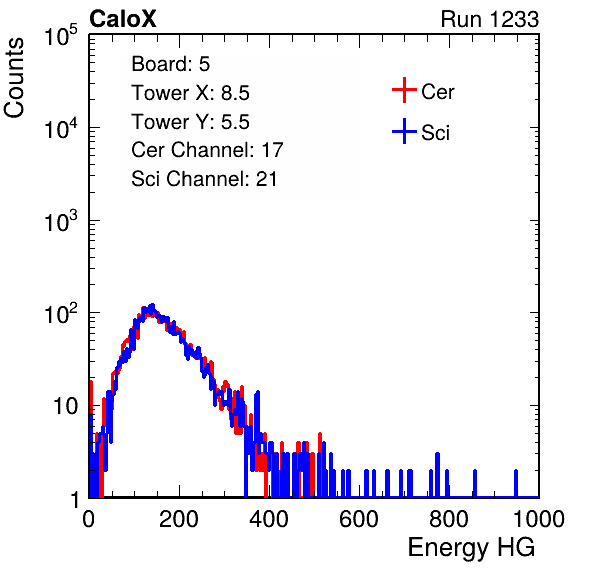 CaloX Run 1233
Counts
Board: 5
Tower X: 8.5
Tower Y: 5.5
Cer Channel: 17
Sci Channel: 21
Cer
Sci
10^5
10^4
10^3
10^2
10
1
0 200 400 600 800 1000
Energy HG